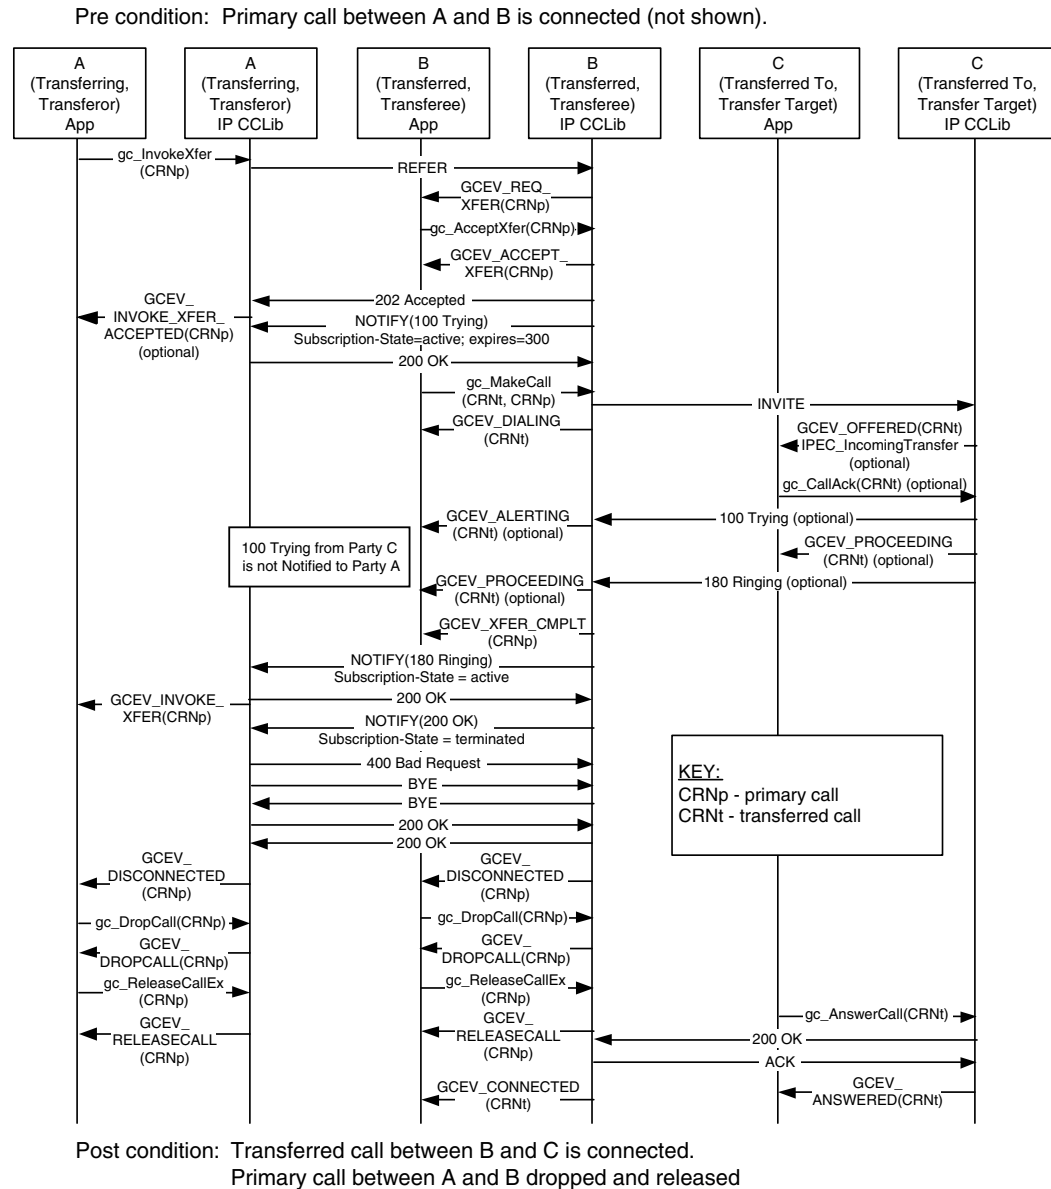 Pre condition:  Primary call between A and B is connected (not shown).
A
(Transferring,
Transferor)
App
A
(Transferring,
Transferor)
IP CCLib
B
(Transferred,
Transferee)
App
B
(Transferred,
Transferee)
IP CCLib
C
(Transferred To,
Transfer Target)
App
C
(Transferred To,
Transfer Target)
IP CCLib
gc_InvokeXfer
(CRNp)
REFER
GCEV_REQ_
XFER(CRNp)
gc_AcceptXfer(CRNp)
GCEV_ACCEPT_
XFER(CRNp)
202 Accepted
GCEV_
INVOKE_XFER_
ACCEPTED(CRNp)
(optional)
NOTIFY(100 Trying)
Subscription-State=active; expires=300
200 OK
gc_MakeCall
(CRNt, CRNp)
INVITE
GCEV_DIALING
(CRNt)
GCEV_OFFERED(CRNt)
IPEC_IncomingTransfer
(optional)
gc_CallAck(CRNt) (optional)
GCEV_ALERTING
(CRNt) (optional)
100 Trying (optional)
100 Trying from Party C
is not Notified to Party A
GCEV_PROCEEDING
(CRNt) (optional)
GCEV_PROCEEDING
(CRNt) (optional)
180 Ringing (optional)
GCEV_XFER_CMPLT
(CRNp)
NOTIFY(180 Ringing)
Subscription-State = active
GCEV_INVOKE_
XFER(CRNp)
200 OK
NOTIFY(200 OK)
Subscription-State = terminated
400 Bad Request
BYE
BYE
200 OK
200 OK
KEY:
CRNp - primary call
CRNt - transferred call
GCEV_
DISCONNECTED
(CRNp)
GCEV_
DISCONNECTED
(CRNp)
gc_DropCall(CRNp)
gc_DropCall(CRNp)
GCEV_
DROPCALL(CRNp)
GCEV_
DROPCALL(CRNp)
gc_ReleaseCallEx
(CRNp)
gc_ReleaseCallEx
(CRNp)
GCEV_
RELEASECALL
(CRNp)
GCEV_
RELEASECALL
(CRNp)
gc_AnswerCall(CRNt)
200 OK
ACK
GCEV_CONNECTED
(CRNt)
GCEV_
ANSWERED(CRNt)
Post condition:  Transferred call between B and C is connected.
Primary call between A and B dropped and released